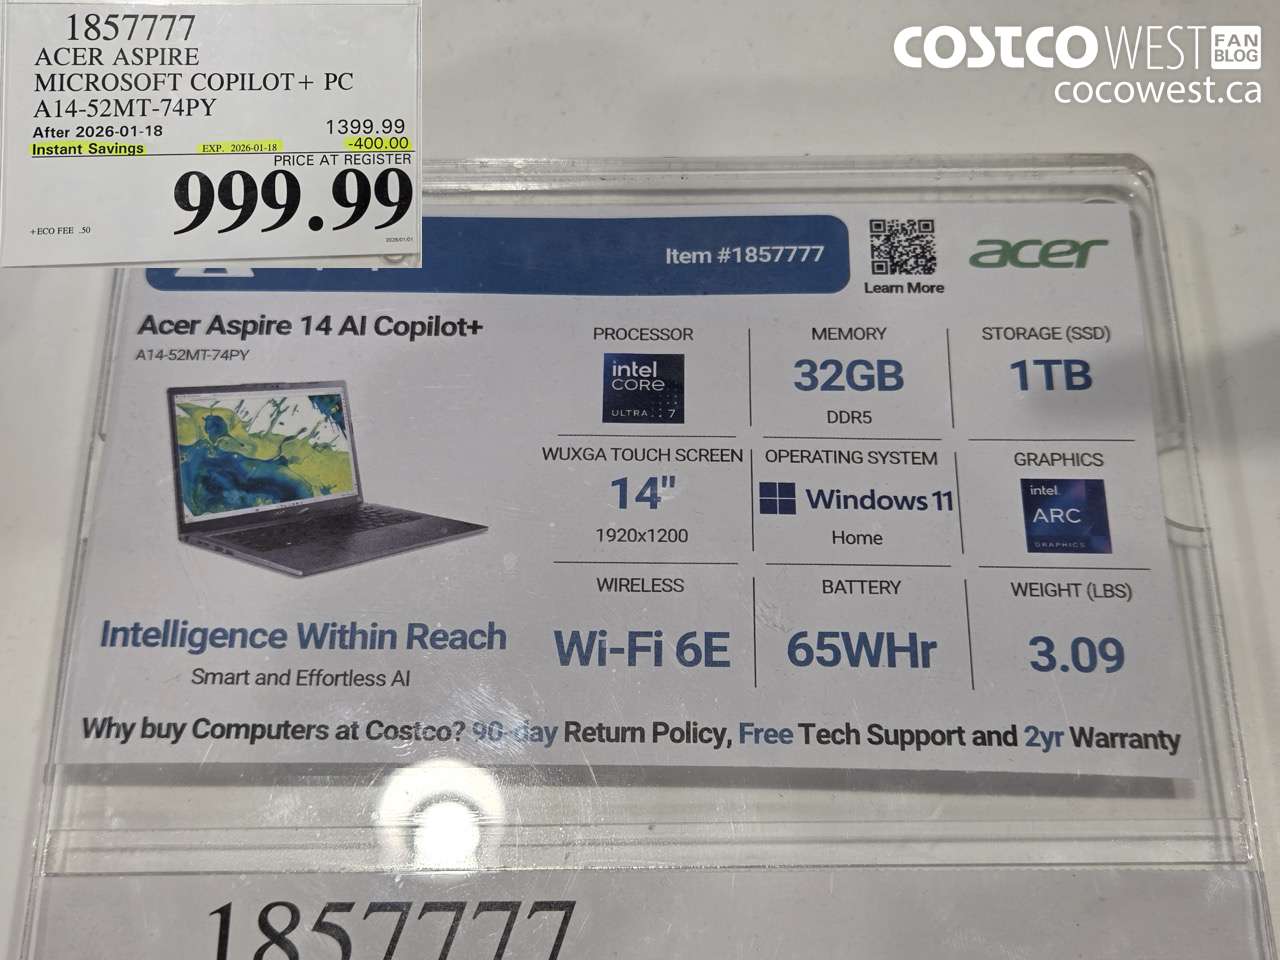 1857777
ACER ASPIRE
MICROSOFT COPILOT+ PC
A14-52MT-74PY
After 2026-01-18 1399.99
Instant Savings EXP. 2026-01-18 -400.00
PRICE AT REGISTER
999.99
+ECO FEE .50
2026/01/01
COSTCO WEST FAN BLOG
cocowest.ca
Item #1857777
Learn More
acer
Acer Aspire 14 AI Copilot+
A14-52MT-74PY
PROCESSOR
intel
CORE
ULTRA 7
MEMORY
32GB
DDR5
STORAGE (SSD)
1TB
WUXGA TOUCH SCREEN
14"
1920x1200
OPERATING SYSTEM
Windows 11
Home
GRAPHICS
intel
ARC
GRAPHICS
WIRELESS
Wi-Fi 6E
BATTERY
65WHr
WEIGHT (LBS)
3.09
Intelligence Within Reach
Smart and Effortless AI
Why buy Computers at Costco? 90-day Return Policy, Free Tech Support and 2yr Warranty
1857777